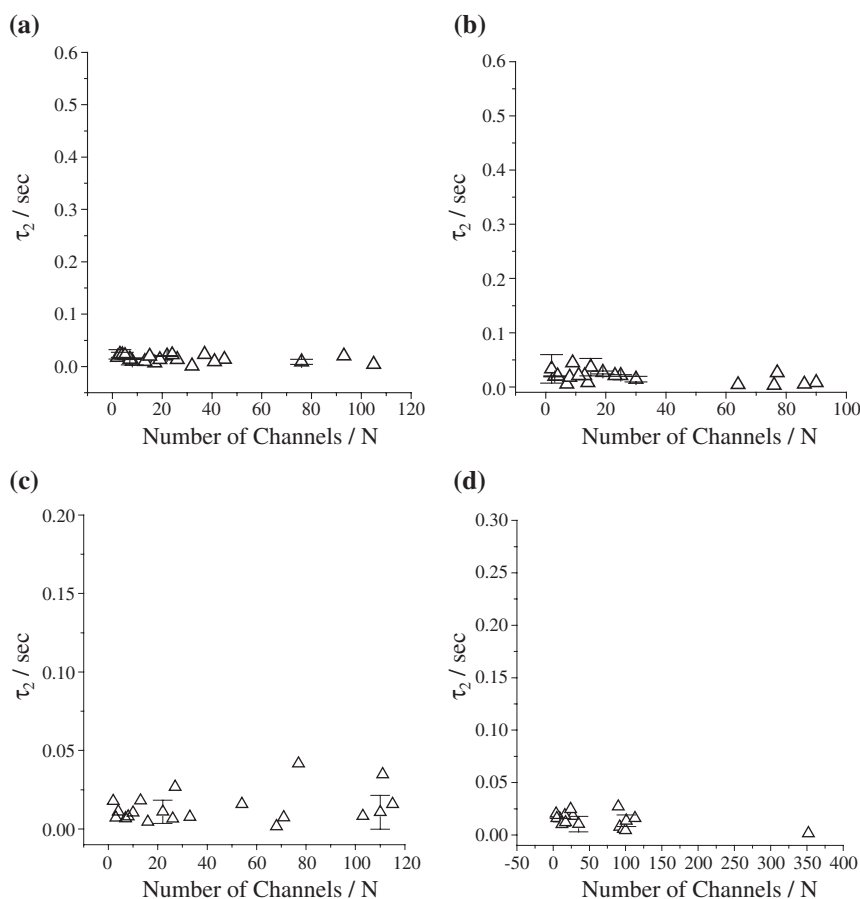 (a)
0.6
0.5
0.4
0.3
0.2
0.1
0.0
τ2 / sec
0 20 40 60 80 100 120
Number of Channels / N
(b)
0.6
0.5
0.4
0.3
0.2
0.1
0.0
τ2 / sec
0 20 40 60 80 100
Number of Channels / N
(c)
0.20
0.15
0.10
0.05
0.00
τ2 / sec
0 20 40 60 80 100 120
Number of Channels / N
(d)
0.30
0.25
0.20
0.15
0.10
0.05
0.00
τ2 / sec
-50 0 50 100 150 200 250 300 350 400
Number of Channels / N